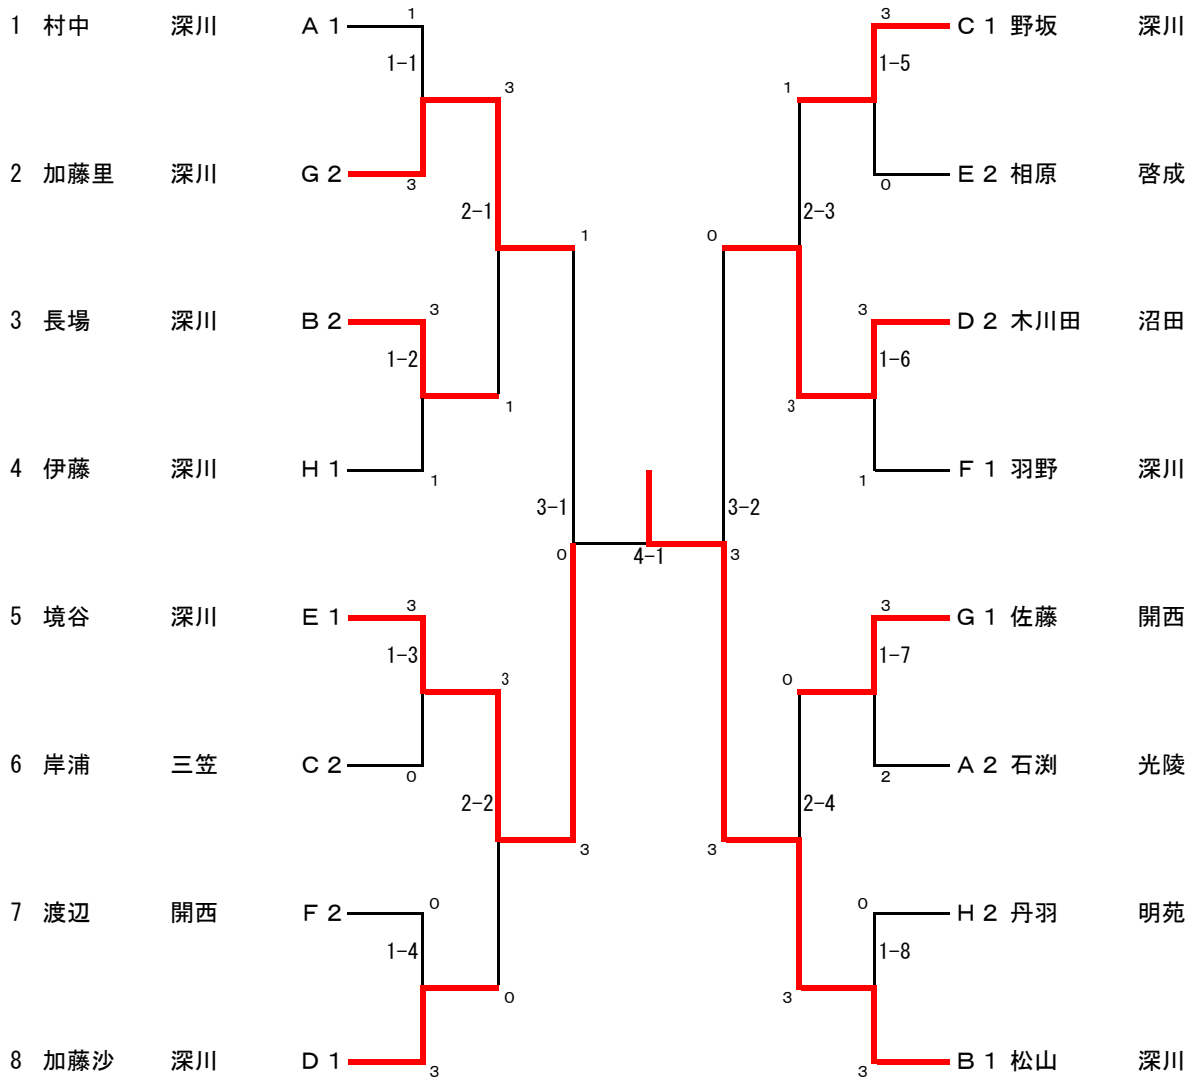 1 村中 深川 A 1 1 3 C 1 野坂 深川
1-1 1-5
3 1
2 加藤里 深川 G 2 3 0 E 2 相原 啓成
2-1 2-3
1 0
3 長場 深川 B 2 3 3 D 2 木川田 沼田
1-2 1-6
1 3
4 伊藤 深川 H 1 1 1 F 1 羽野 深川
3-1 3-2
0 4-1 3
5 境谷 深川 E 1 3 3 G 1 佐藤 開西
1-3 1-7
3 0
6 岸浦 三笠 C 2 0 2 A 2 石渕 光陵
2-2 2-4
3 3
7 渡辺 開西 F 2 0 0 H 2 丹羽 明苑
1-4 1-8
0 3
8 加藤沙 深川 D 1 3 3 B 1 松山 深川